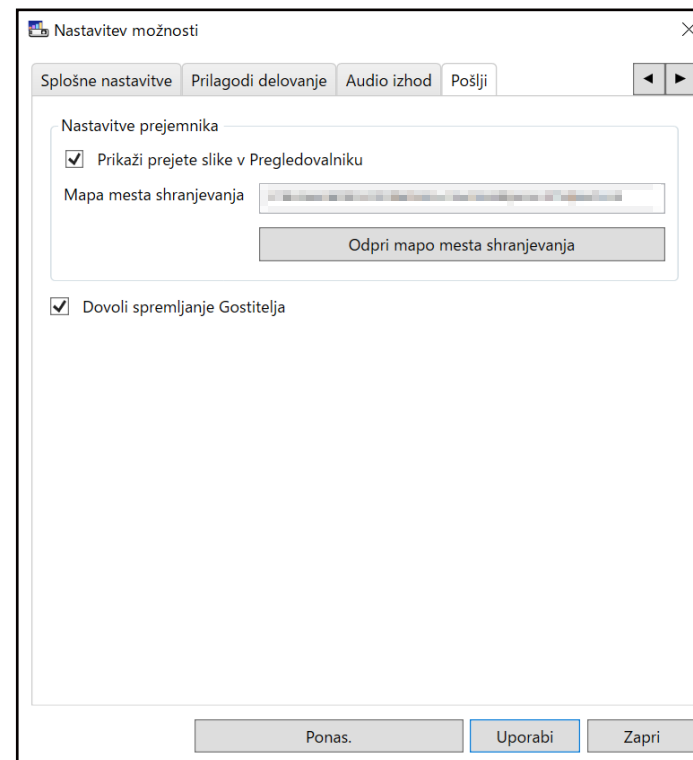 Nastavitev možnosti
Splošne nastavitve Prilagodi delovanje Audio izhod Pošlji
Nastavitve prejemnika
Prikaži prejete slike v Pregledovalniku
Mapa mesta shranjevanja
Odpri mapo mesta shranjevanja
Dovoli spremljanje Gostitelja
Ponas. Uporabi Zapri